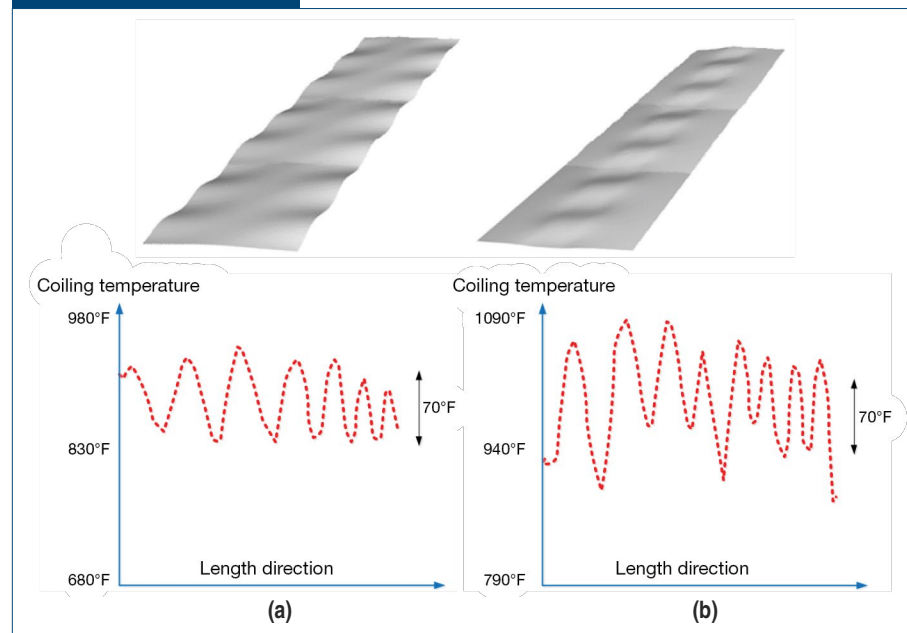 Coiling temperature
980°F
830°F
680°F
70°F
Length direction
(a)
Coiling temperature
1090°F
940°F
790°F
70°F
Length direction
(b)